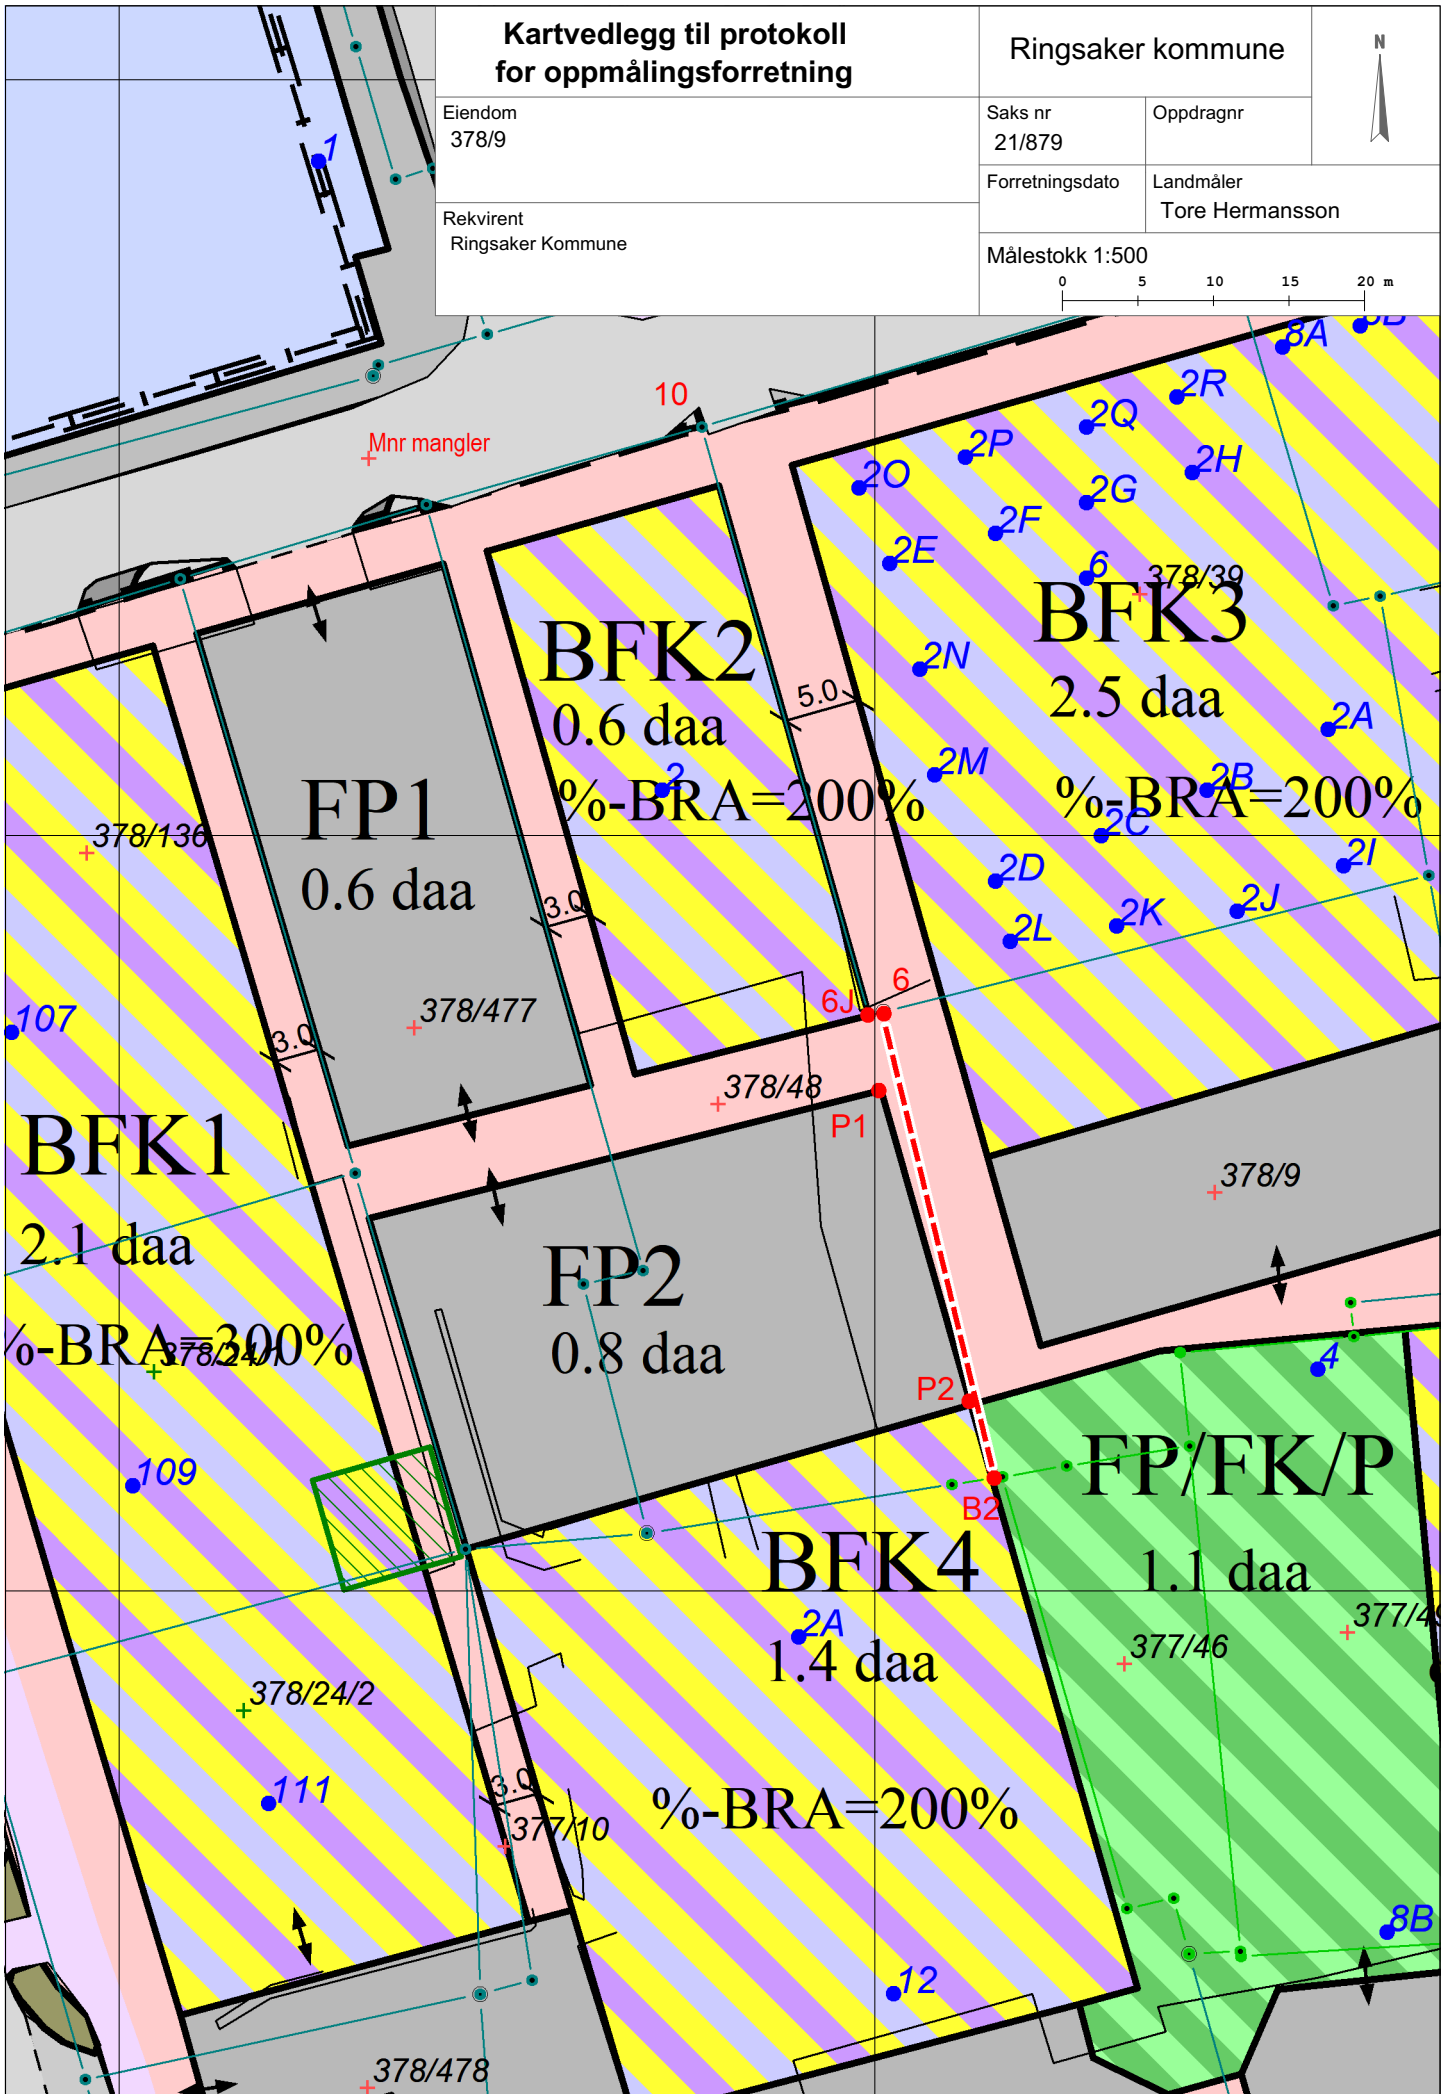 Kartvedlegg til protokoll
for oppmålingsforretning
Ringsaker kommune
N
Eiendom
378/9
Saks nr
21/879
Oppdragnr
Forretningsdato
Landmåler
Tore Hermansson
Rekvirent
Ringsaker Kommune
Målestokk 1:500
0 5 10 15 20 m
1
8A
2R
10
2Q
Mnr mangler
2P
2H
2O
2G
2F
2E
6
378/39
BFK3
BFK2
2N
5.0
2.5 daa
0.6 daa
2A
2M
2
2B
FP1
%-BRA=200%
%-BRA=200%
378/136
2C
2I
0.6 daa
2D
3.0
2J
2K
2L
6
6J
107
378/477
3.0
378/48
P1
BFK1
378/9
2.1 daa
FP2
%-BRA=300%
378/24/1
0.8 daa
4
P2
FP/FK/P
109
B2
BFK4
1.1 daa
2A
377/46
1.4 daa
378/24/2
3.0
111
377/10
%-BRA=200%
8B
12
378/478